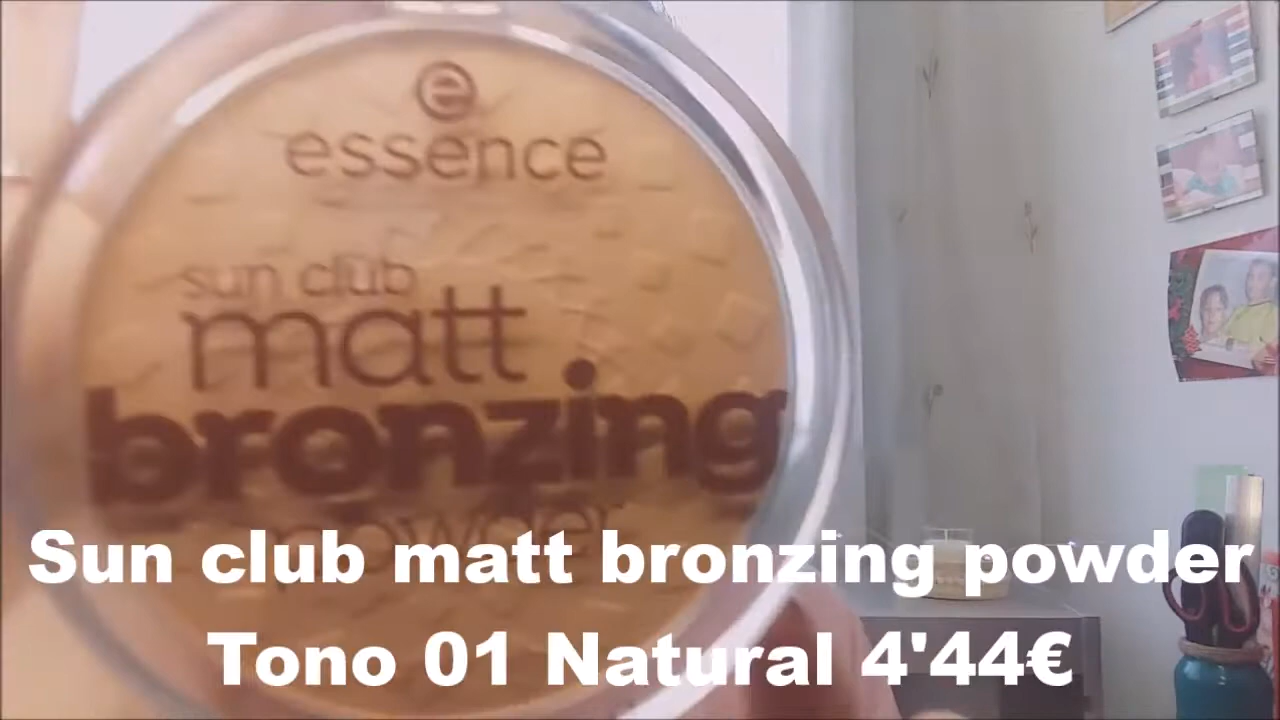 e
essence
sun club
matt
bronzing
powder
Sun club matt bronzing powder
Tono 01 Natural 4'44€